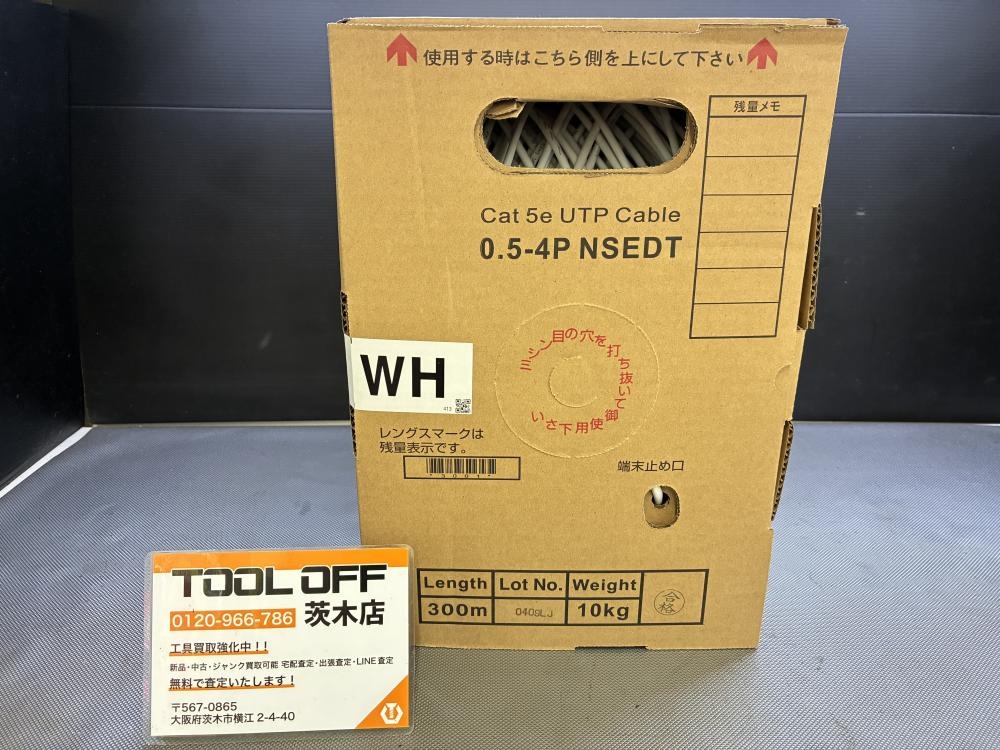 使用する時はこちら側を上にして下さい
残量メモ
Cat 5e UTP Cable
0.5-4P NSEDT
ミシン目の穴を打ち抜いて御使用下さい
WH
413
レングスマークは
残量表示です。
端末止め口
Length Lot No. Weight
300m 0409LJ 10kg
合格
TOOL OFF
0120-966-786 茨木店
工具買取強化中!!
新品・中古・ジャンク買取可能 宅配査定・出張査定・LINE査定
無料で査定いたします!
〒567-0865
大阪府茨木市横江 2-4-40